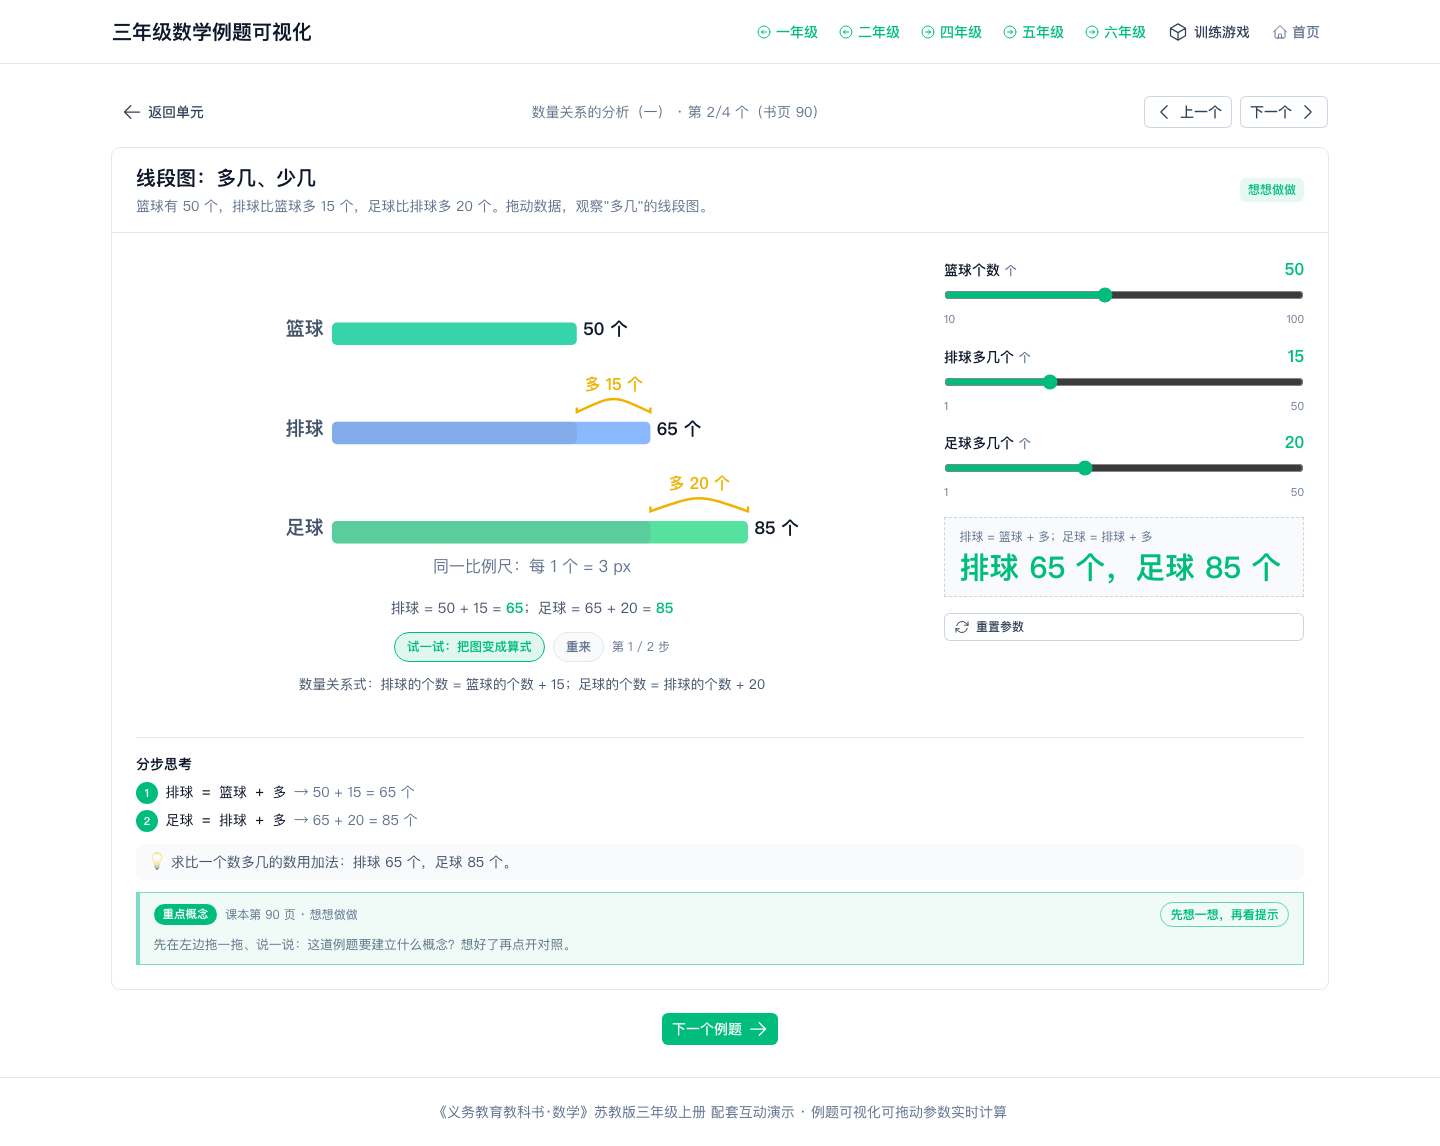 三年级数学例题可视化
一年级 二年级 四年级 五年级 六年级 训练游戏 首页
返回单元
数量关系的分析（一） · 第 2/4 个（书页 90）
上一个 下一个
线段图：多几、少几
篮球有 50 个，排球比篮球多 15 个，足球比排球多 20 个。拖动数据，观察"多几"的线段图。
想想做做
篮球 50 个
多 15 个
排球 65 个
多 20 个
足球 85 个
同一比例尺：每 1 个 = 3 px
排球 = 50 + 15 = 65；足球 = 65 + 20 = 85
试一试：把图变成算式 重来 第 1 / 2 步
数量关系式：排球的个数 = 篮球的个数 + 15；足球的个数 = 排球的个数 + 20
篮球个数 个 50
10 100
排球多几个 个 15
1 50
足球多几个 个 20
1 50
排球 = 篮球 + 多；足球 = 排球 + 多
排球 65 个，足球 85 个
重置参数
分步思考
1 排球 = 篮球 + 多 → 50 + 15 = 65 个
2 足球 = 排球 + 多 → 65 + 20 = 85 个
💡 求比一个数多几的数用加法：排球 65 个，足球 85 个。
重点概念 课本第 90 页 · 想想做做
先想一想，再看提示
先在左边拖一拖、说一说：这道例题要建立什么概念？想好了再点开对照。
下一个例题 →
《义务教育教科书·数学》苏教版三年级上册 配套互动演示 · 例题可视化可拖动参数实时计算